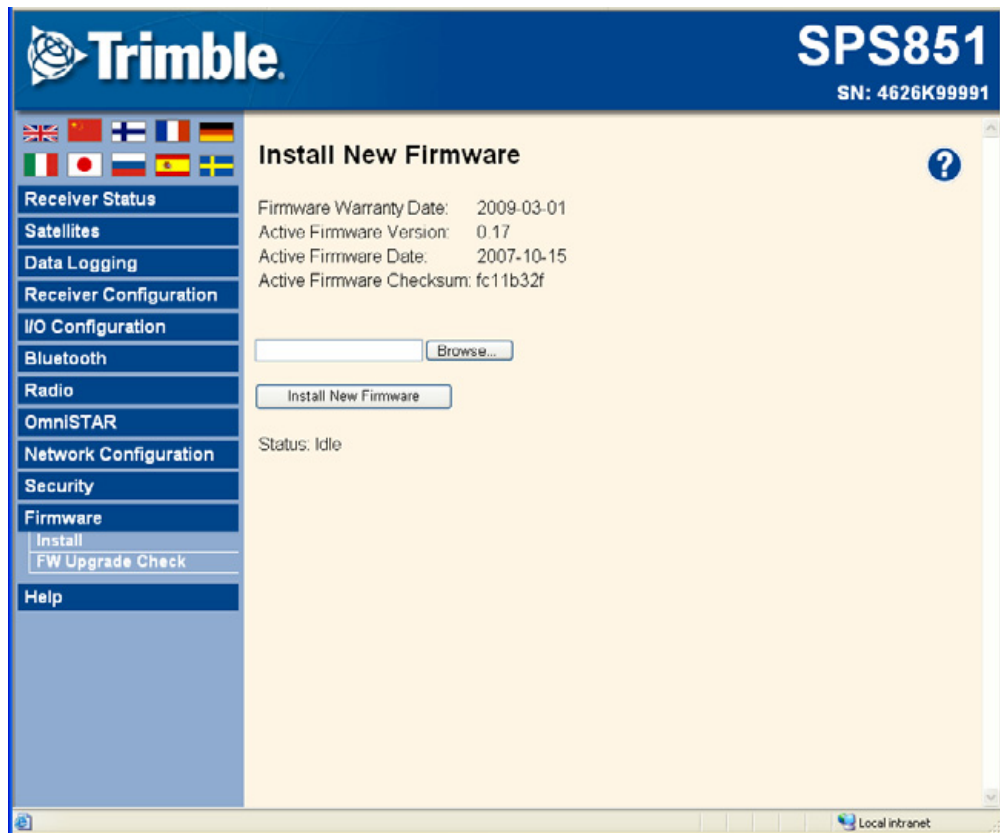 Trimble.
SPS851
SN: 4626K99991
Receiver Status
Satellites
Data Logging
Receiver Configuration
I/O Configuration
Bluetooth
Radio
OmniSTAR
Network Configuration
Security
Firmware
Install
FW Upgrade Check
Help
Install New Firmware
?
Firmware Warranty Date: 2009-03-01
Active Firmware Version: 0.17
Active Firmware Date: 2007-10-15
Active Firmware Checksum: fc11b32f
Browse...
Install New Firmware
Status: Idle
Local intranet